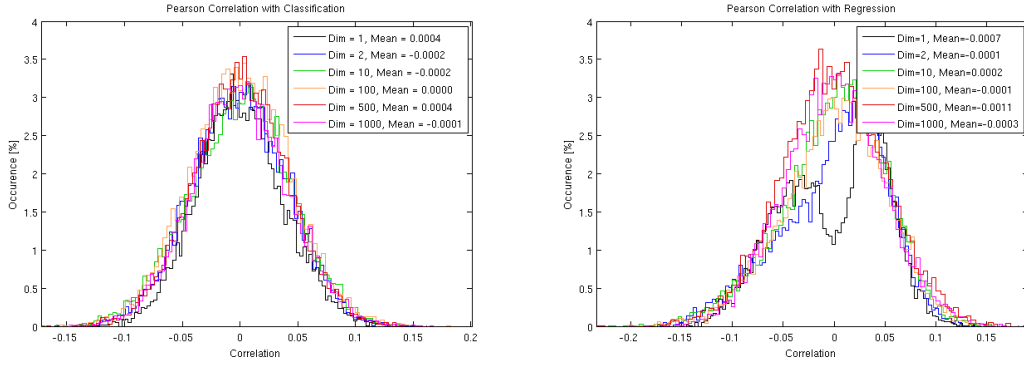 Pearson Correlation with Classification
4
3.5
3
2.5
2
1.5
1
0.5
0
Occurence [%]
Dim = 1, Mean = 0.0004
Dim = 2, Mean = -0.0002
Dim = 10, Mean = -0.0002
Dim = 100, Mean = 0.0000
Dim = 500, Mean = 0.0004
Dim = 1000, Mean = -0.0001
-0.15 -0.1 -0.05 0 0.05 0.1 0.15 0.2
Correlation
Pearson Correlation with Regression
4
3.5
3
2.5
2
1.5
1
0.5
0
Occurence [%]
Dim=1, Mean=-0.0007
Dim=2, Mean=-0.0001
Dim=10, Mean=0.0002
Dim=100, Mean=-0.0001
Dim=500, Mean=-0.0011
Dim=1000, Mean=-0.0003
-0.2 -0.15 -0.1 -0.05 0 0.05 0.1 0.15
Correlation